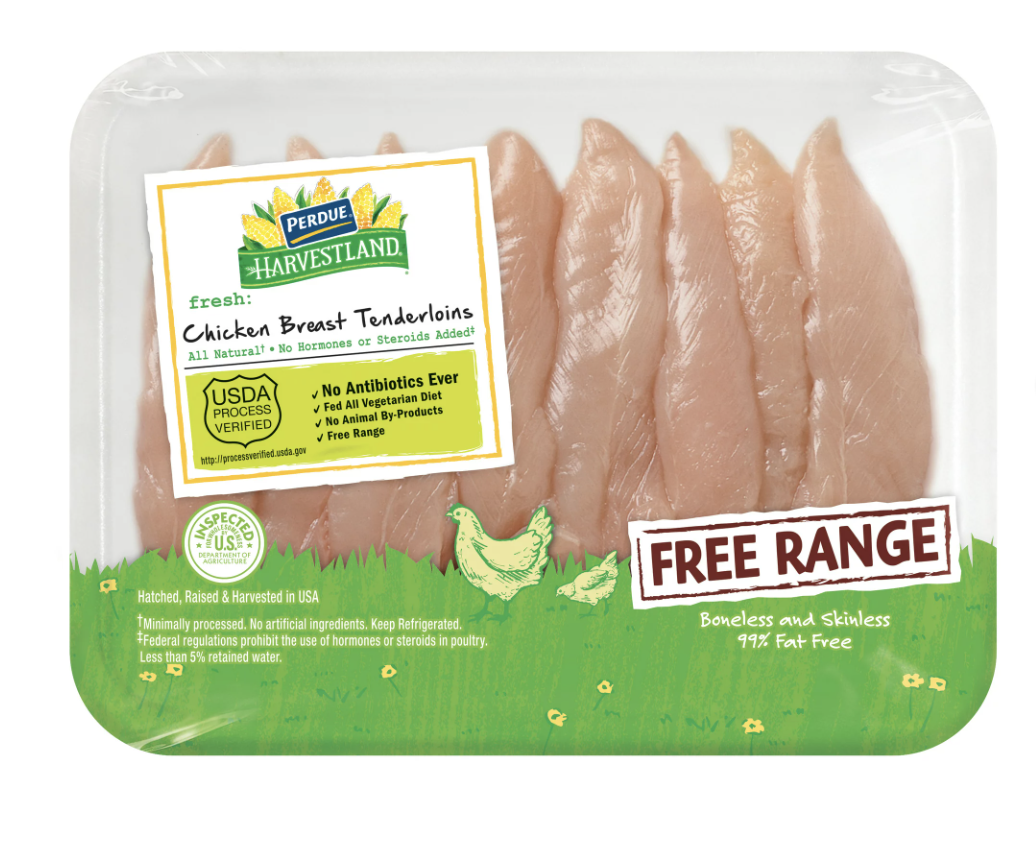 PERDUE®
HARVESTLAND®
fresh:
Chicken Breast Tenderloins
All Natural† • No Hormones or Steroids Added‡
USDA
PROCESS
VERIFIED
http://processverified.usda.gov
✓ No Antibiotics Ever
✓ Fed All Vegetarian Diet
✓ No Animal By-Products
✓ Free Range
INSPECTED
FOR WHOLESOMENESS
U.S.
DEPARTMENT OF
AGRICULTURE
Hatched, Raised & Harvested in USA
†Minimally processed. No artificial ingredients. Keep Refrigerated.
‡Federal regulations prohibit the use of hormones or steroids in poultry.
Less than 5% retained water.
FREE RANGE
Boneless and Skinless
99% Fat Free